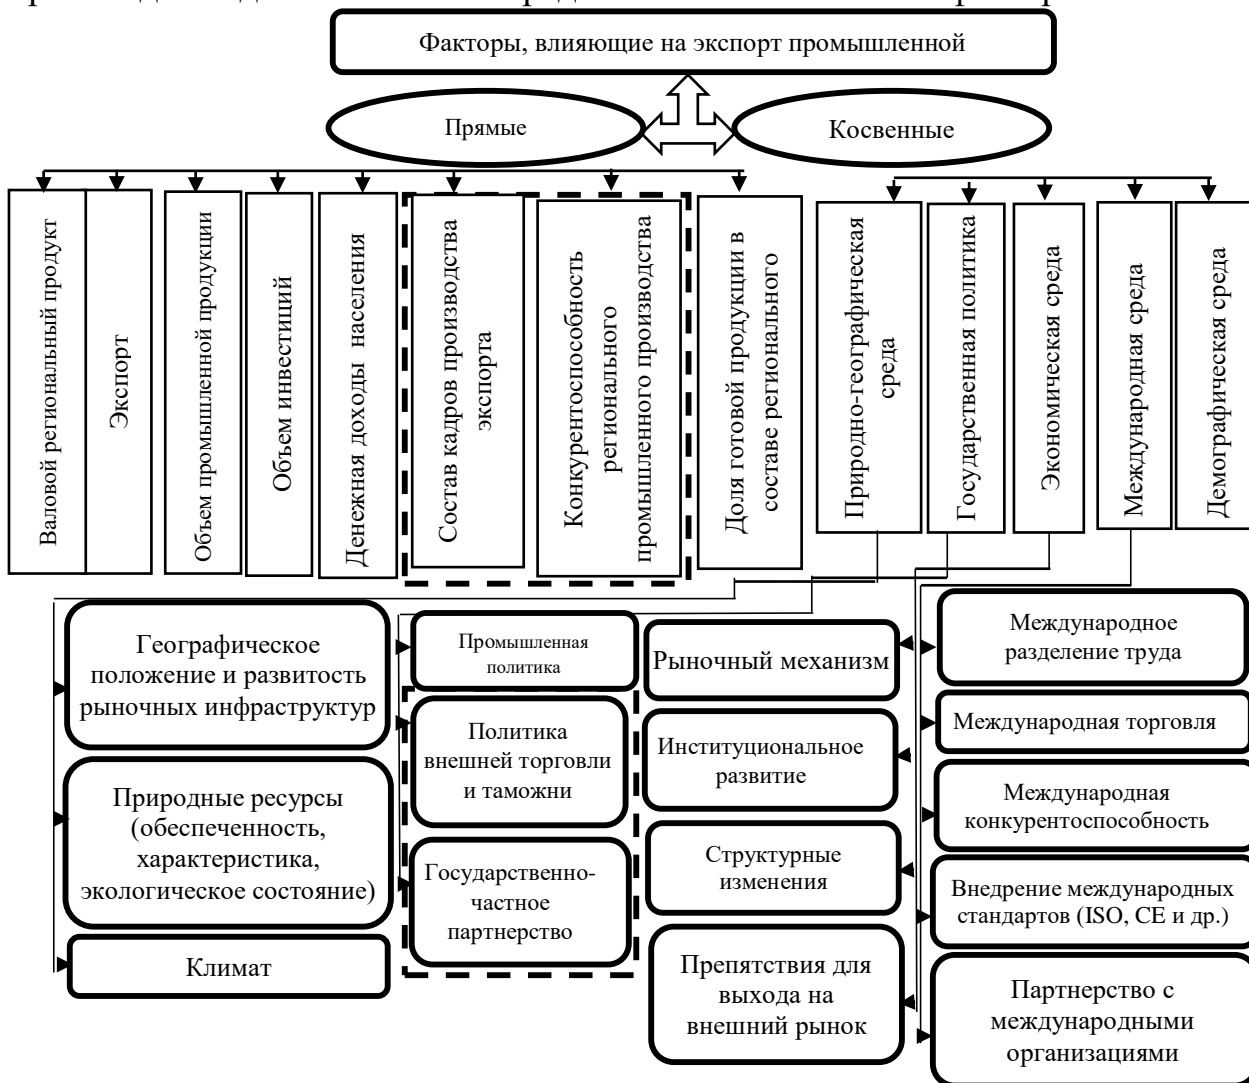 Факторы, влияющие на экспорт промышленной
Прямые
Косвенные
Валовой региональный продукт
Экспорт
Объем промышленной продукции
Объем инвестиций
Денежная доходы населения
Состав кадров производства
экспорта
Конкурентоспособность
регионального
промышленного производства
Доля готовой продукции в
составе регионального
Природно-географическая
среда
Государственная политика
Экономическая среда
Международная среда
Демографическая среда
Географическое
положение и развитость
рыночных инфраструктур
Природные ресурсы
(обеспеченность,
характеристика,
экологическое состояние)
Климат
Промышленная
политика
Политика
внешней торговли
и таможни
Государственно-
частное
партнерство
Рыночный механизм
Институциональное
развитие
Структурные
изменения
Препятствия для
выхода на
внешний рынок
Международное
разделение труда
Международная торговля
Международная
конкурентоспособность
Внедрение международных
стандартов (ISO, CE и др.)
Партнерство с
международными
организациями